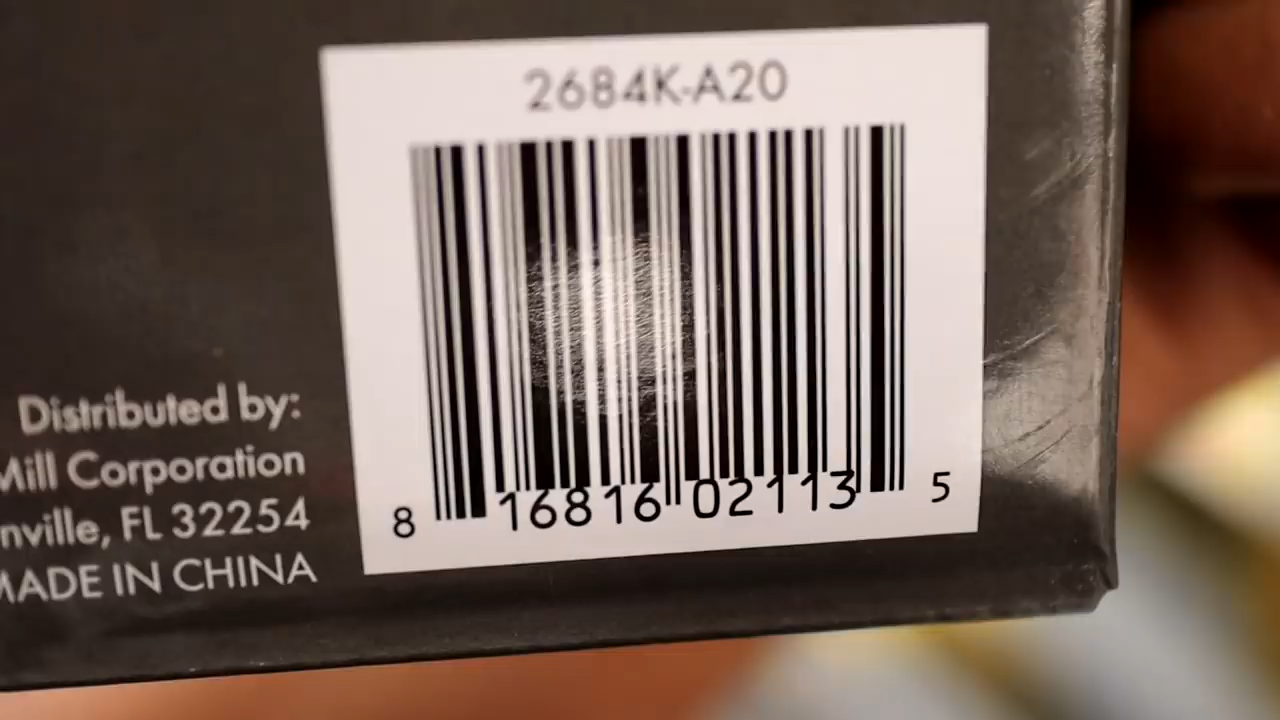 2684K-A20
8 16816 02113 5
Distributed by:
Mill Corporation
nville, FL 32254
MADE IN CHINA